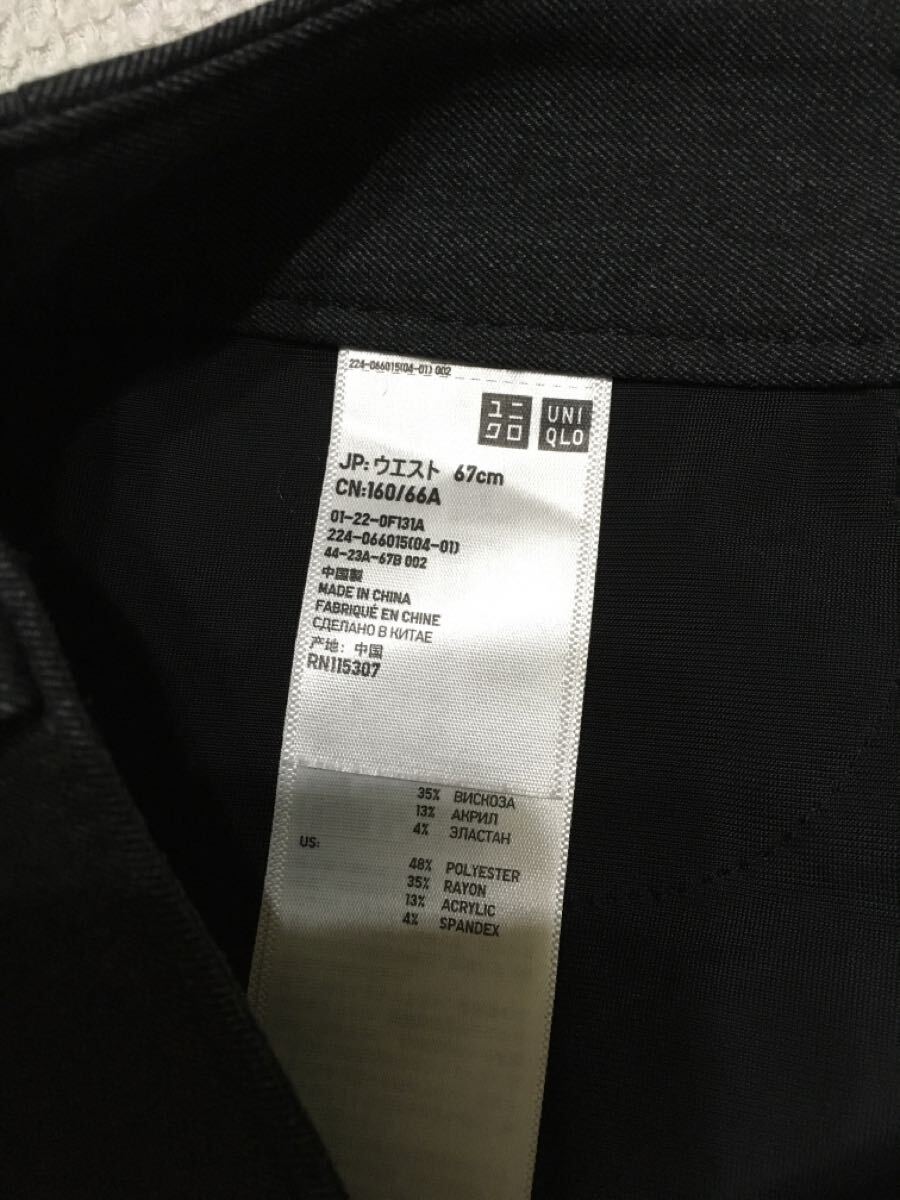 224-066015(04-01) 002
ユニ UNI
クロ QLO
JP: ウエスト 67cm
CN:160/66A
01-22-0F131A
224-066015(04-01)
44-23A-67B 002
中国製
MADE IN CHINA
FABRIQUÉ EN CHINE
СДЕЛАНО В КИТАЕ
产地: 中国
RN115307
35% ВИСКОЗА
13% АКРИЛ
4% ЭЛАСТАН
US:
48% POLYESTER
35% RAYON
13% ACRYLIC
4% SPANDEX